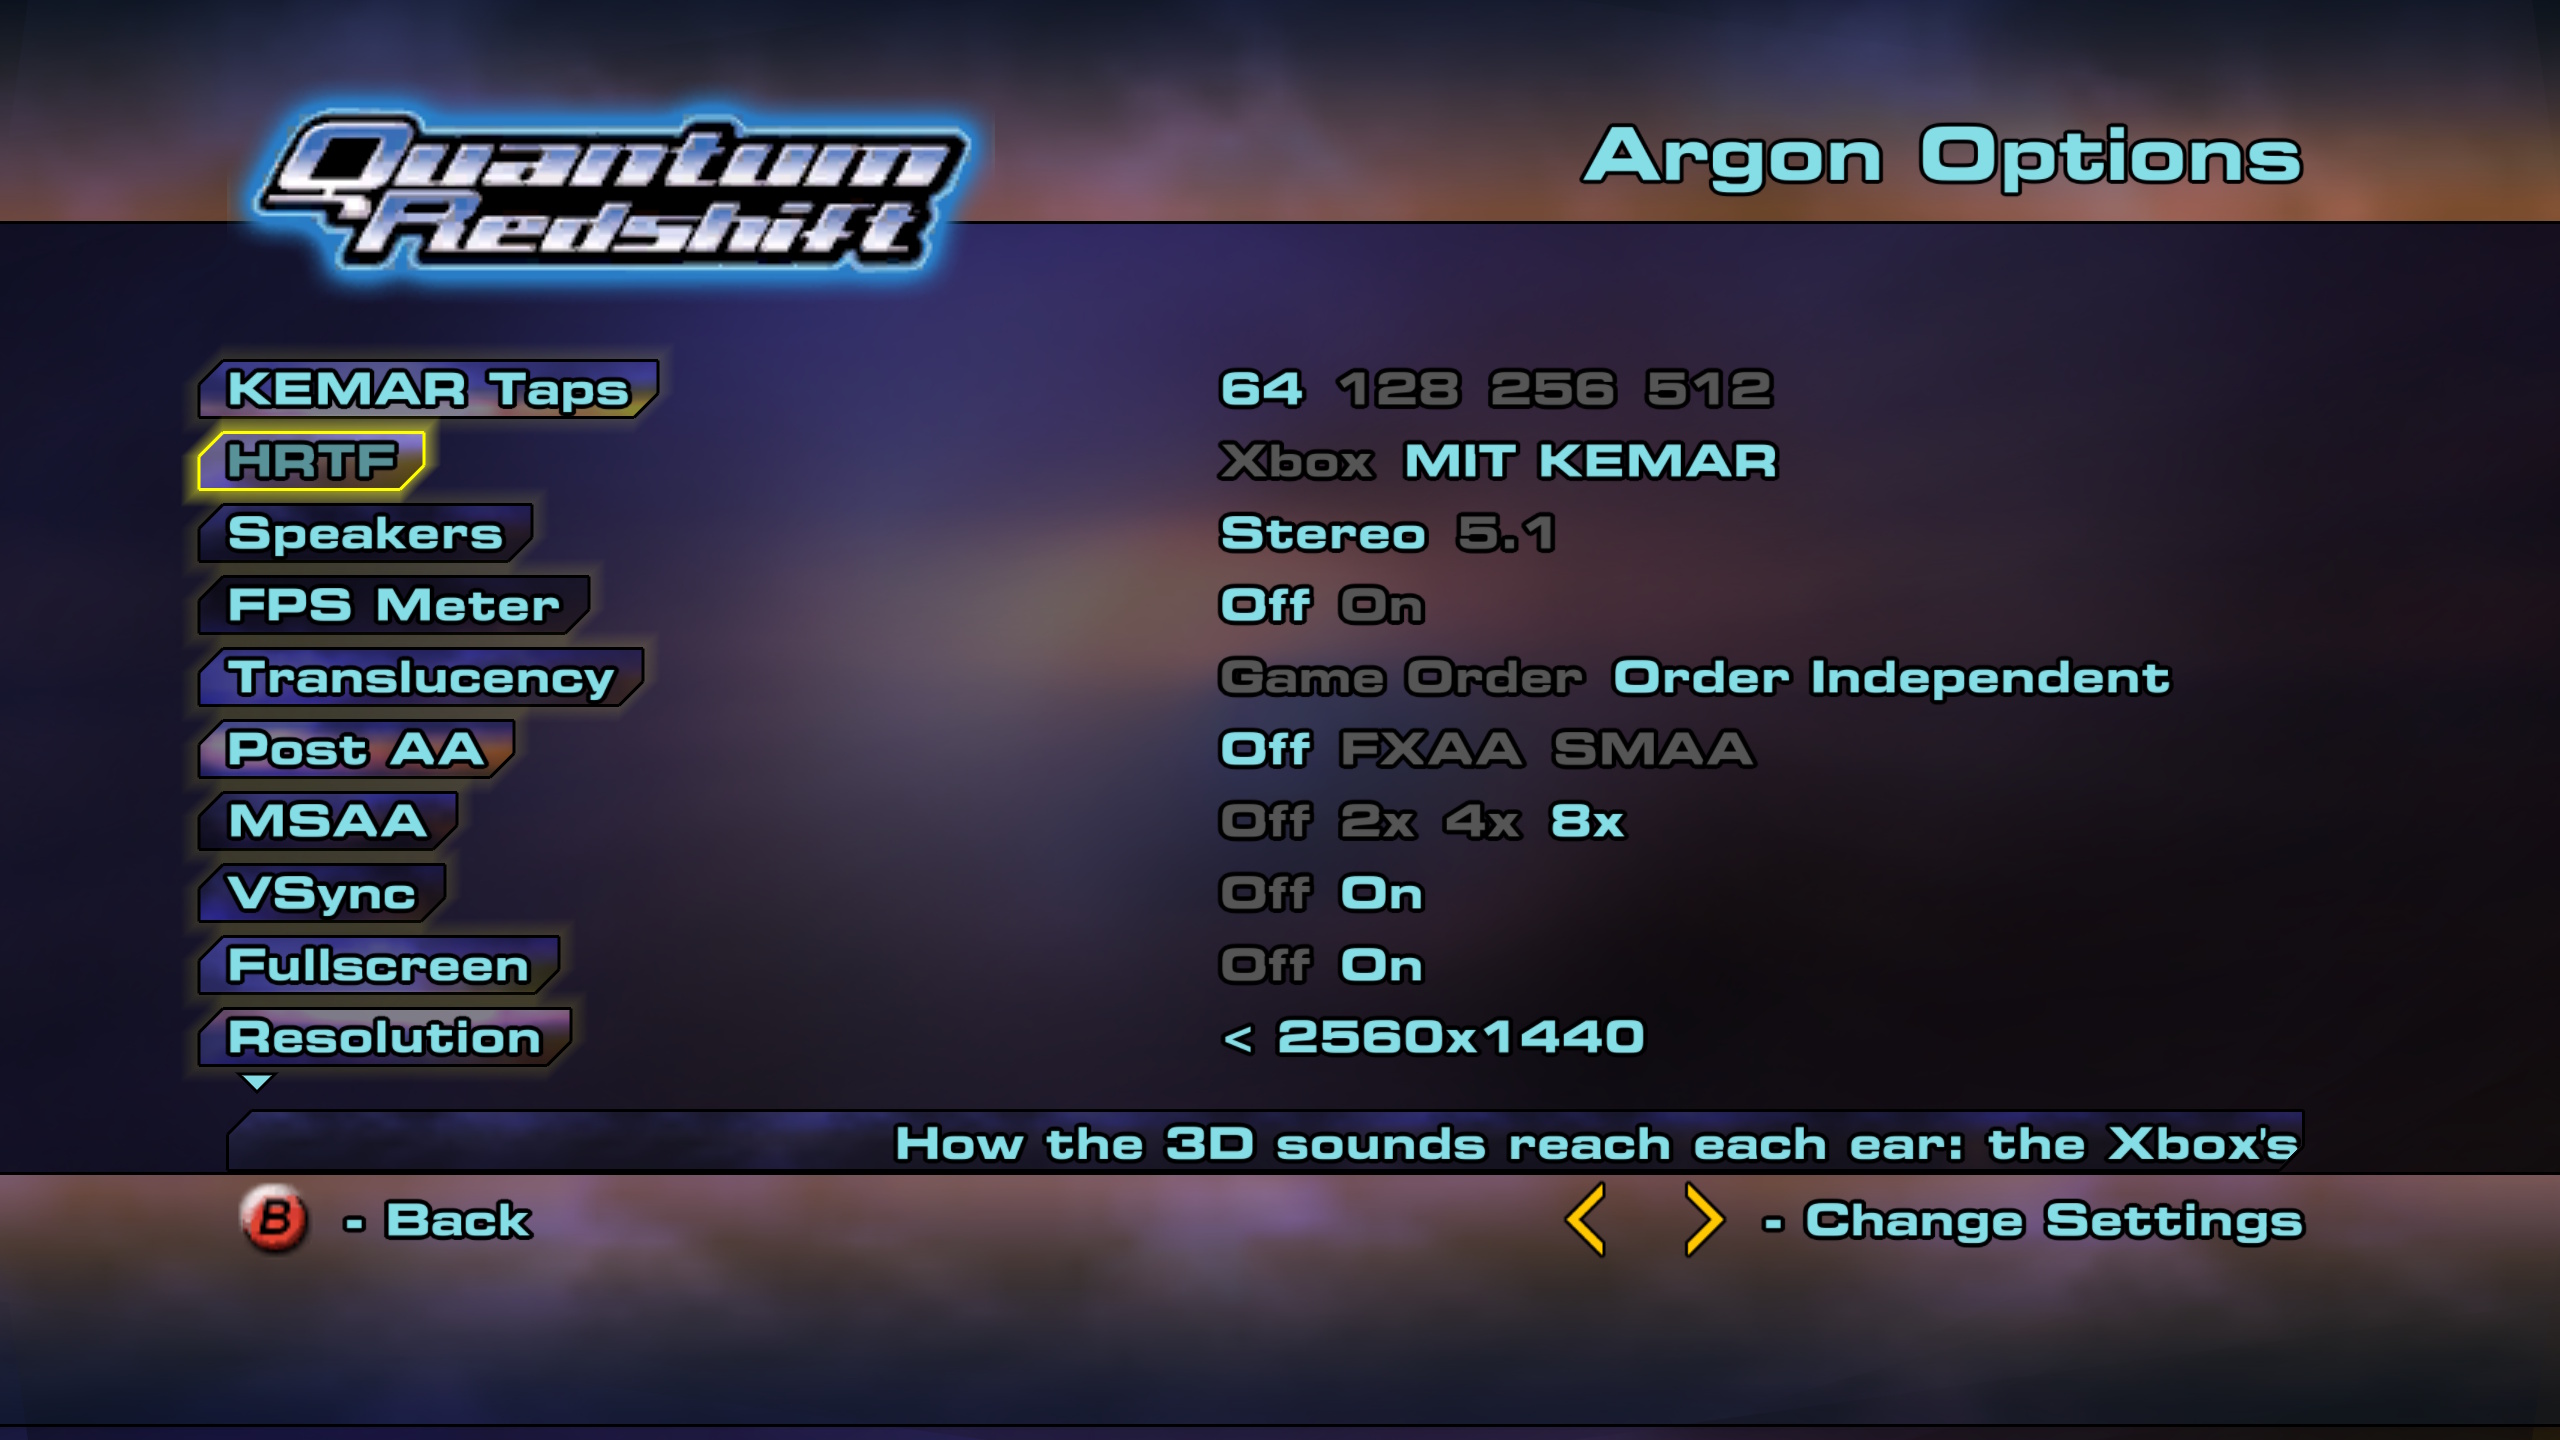 Quantum
Redshift
Argon Options
KEMAR Taps 64 128 256 512
HRTF Xbox MIT KEMAR
Speakers Stereo 5.1
FPS Meter Off On
Translucency Game Order Order Independent
Post AA Off FXAA SMAA
MSAA Off 2x 4x 8x
VSync Off On
Fullscreen Off On
Resolution < 2560x1440
How the 3D sounds reach each ear: the Xbox's
B - Back
< > - Change Settings